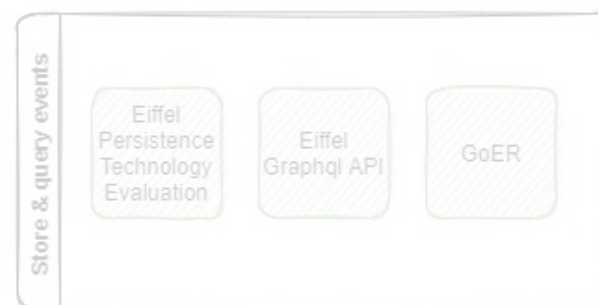 Store & query events
Eiffel
Persistence
Technology
Evaluation
Eiffel
Graphql API
GoER